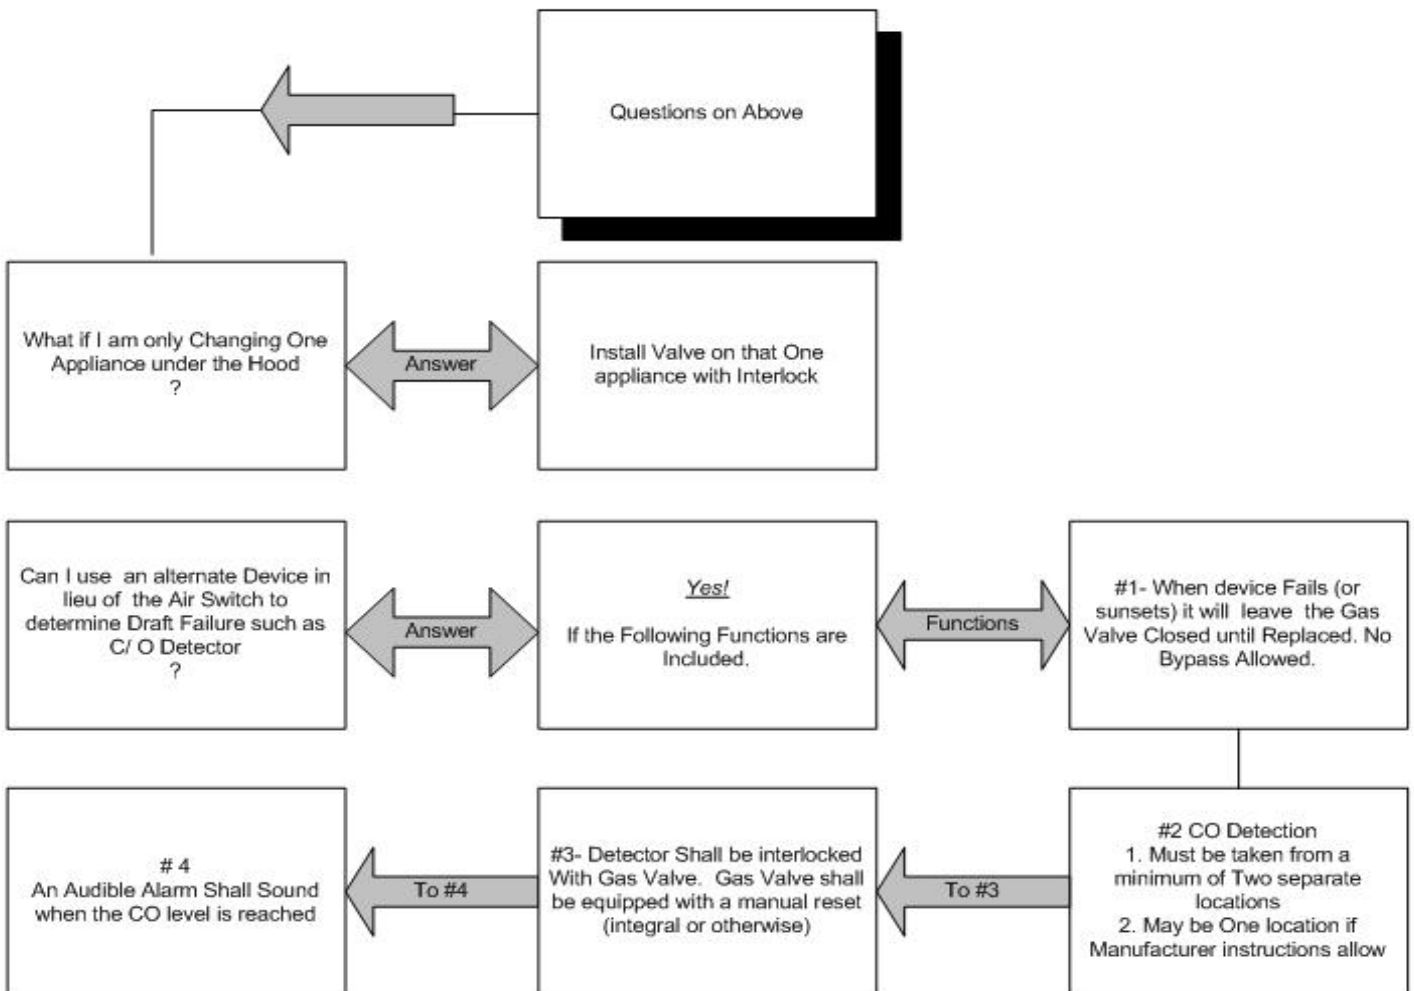 Questions on Above
What if I am only Changing One
Appliance under the Hood
?
Answer
Install Valve on that One
appliance with Interlock
Can I use an alternate Device in
lieu of the Air Switch to
determine Draft Failure such as
C/ O Detector
?
Answer
Yes!
If the Following Functions are
Included.
Functions
#1- When device Fails (or
sunsets) it will leave the Gas
Valve Closed until Replaced. No
Bypass Allowed.
#2 CO Detection
1. Must be taken from a
minimum of Two separate
locations
2. May be One location if
Manufacturer instructions allow
To #3
#3- Detector Shall be interlocked
With Gas Valve. Gas Valve shall
be equipped with a manual reset
(integral or otherwise)
To #4
# 4
An Audible Alarm Shall Sound
when the CO level is reached